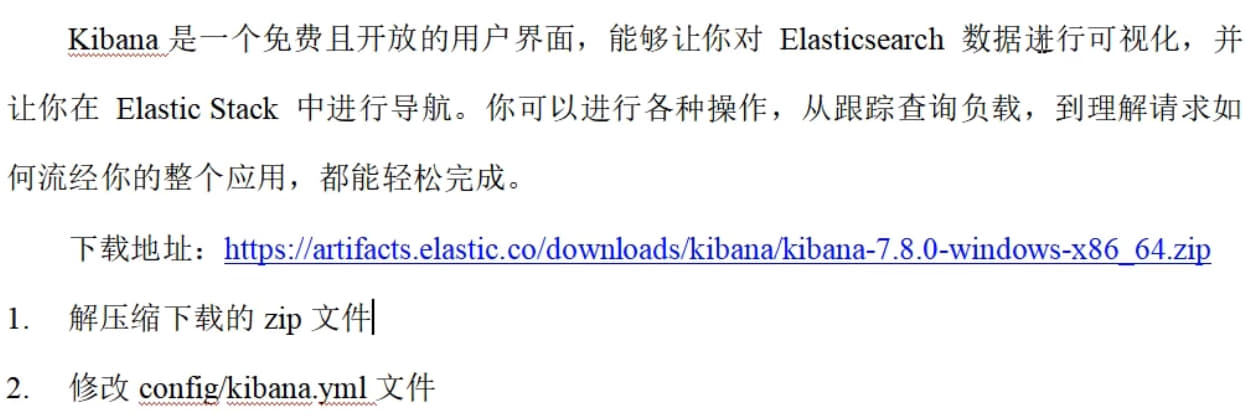 Kibana 是一个免费且开放的用户界面，能够让你对 Elasticsearch 数据进行可视化，并
让你在 Elastic Stack 中进行导航。你可以进行各种操作，从跟踪查询负载，到理解请求如
何流经你的整个应用，都能轻松完成。
下载地址：https://artifacts.elastic.co/downloads/kibana/kibana-7.8.0-windows-x86_64.zip
1. 解压缩下载的 zip 文件
2. 修改 config/kibana.yml 文件